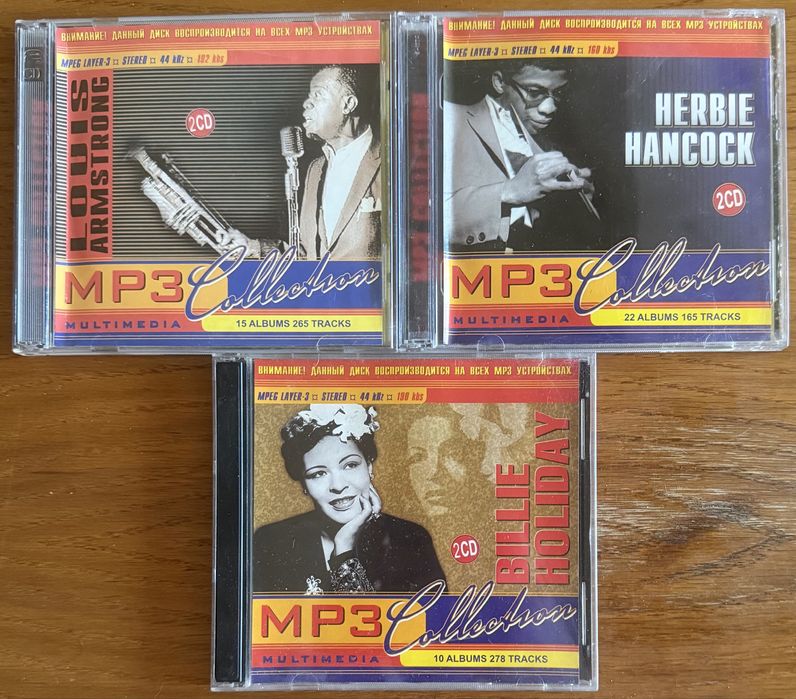 ВНИМАНИЕ! ДАННЫЙ ДИСК ВОСПРОИЗВОДИТСЯ НА ВСЕХ MP3 УСТРОЙСТВАХ
MPEG LAYER-3 ¤ STEREO ¤ 44 kHz ¤ 192 kbs
LOUIS
ARMSTRONG
2CD
MP3 Collection
MULTIMEDIA
15 ALBUMS 265 TRACKS
CD
ВНИМАНИЕ! ДАННЫЙ ДИСК ВОСПРОИЗВОДИТСЯ НА ВСЕХ MP3 УСТРОЙСТВАХ
MPEG LAYER-3 ¤ STEREO ¤ 44 kHz ¤ 160 kbs
HERBIE
HANCOCK
2CD
MP3 Collection
MULTIMEDIA
22 ALBUMS 165 TRACKS
ВНИМАНИЕ! ДАННЫЙ ДИСК ВОСПРОИЗВОДИТСЯ НА ВСЕХ MP3 УСТРОЙСТВАХ
MPEG LAYER-3 ¤ STEREO ¤ 44 kHz ¤ 190 kbs
BILLIE
HOLIDAY
2CD
MP3 Collection
MULTIMEDIA
10 ALBUMS 278 TRACKS